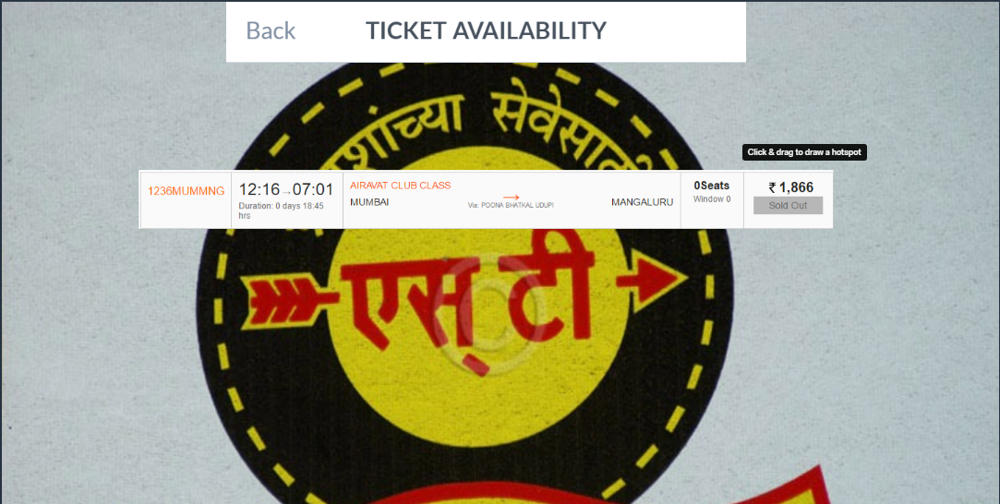 Back
TICKET AVAILABILITY
च्या सेवेसा
Click & drag to draw a hotspot
1236MUMMNG
12:16→07:01
Duration: 0 days 18:45
hrs
AIRAVAT CLUB CLASS
MUMBAI
→
Via: POONA BHATKAL UDUPI
MANGALURU
0Seats
Window 0
₹ 1,866
Sold Out
एस् टी
©